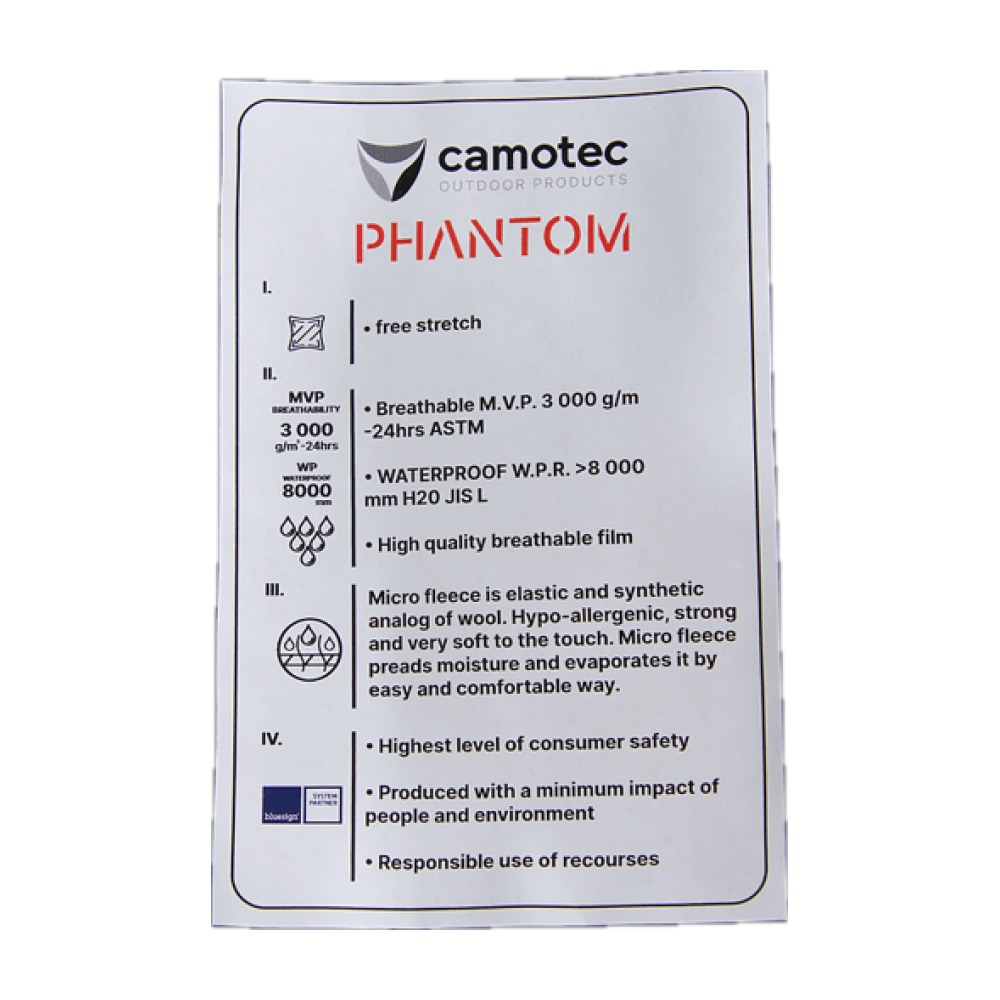 camotec
OUTDOOR PRODUCTS
PHANTOM
I.
• free stretch
II.
MVP
BREATHABILITY
3 000
g/m²-24hrs
• Breathable M.V.P. 3 000 g/m
-24hrs ASTM
WP
WATERPROOF
8000
mm
• WATERPROOF W.P.R. >8 000
mm H20 JIS L
• High quality breathable film
III.
Micro fleece is elastic and synthetic
analog of wool. Hypo-allergenic, strong
and very soft to the touch. Micro fleece
preads moisture and evaporates it by
easy and comfortable way.
IV.
• Highest level of consumer safety
bluesign®
SYSTEM
PARTNER
• Produced with a minimum impact of
people and environment
• Responsible use of recourses